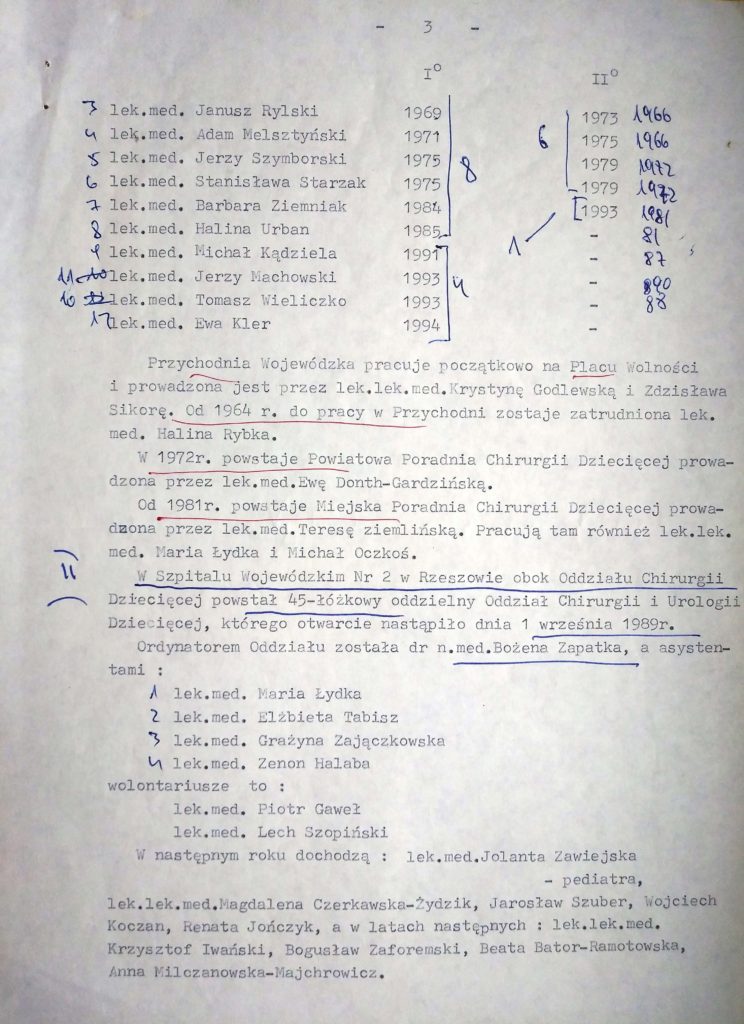 - 3 -
I° II°
3 lek.med. Janusz Rylski 1969 1973 1966
4 lek.med. Adam Melsztyński 1971 1975 1966
5 lek.med. Jerzy Szymborski 1975 1979 1972
6 lek.med. Stanisława Starzak 1975 1979 1972
7 lek.med. Barbara Ziemniak 1984 1993 1981
8 lek.med. Halina Urban 1985 - 81
9 lek.med. Michał Kądziela 1991 - 87
11 lek.med. Jerzy Machowski 1993 - 90
10 lek.med. Tomasz Wieliczko 1993 - 88
12 lek.med. Ewa Kler 1994 -
8
4
6
1
Przychodnia Wojewódzka pracuje początkowo na Placu Wolności
i prowadzona jest przez lek.lek.med.Krystynę Godlewską i Zdzisława
Sikorę. Od 1964 r. do pracy w Przychodni zostaje zatrudniona lek.
med. Halina Rybka.
W 1972r. powstaje Powiatowa Poradnia Chirurgii Dziecięcej prowa-
dzona przez lek.med.Ewę Donth-Gardzińską.
Od 1981r. powstaje Miejska Poradnia Chirurgii Dziecięcej prowa-
dzona przez lek.med.Teresę ziemlińską. Pracują tam również lek.lek.
med. Maria Łydka i Michał Oczkoś.
II
W Szpitalu Wojewódzkim Nr 2 w Rzeszowie obok Oddziału Chirurgii
Dziecięcej powstał 45-łóżkowy oddzielny Oddział Chirurgii i Urologii
Dziecięcej, którego otwarcie nastąpiło dnia 1 września 1989r.
Ordynatorem Oddziału została dr n.med.Bożena Zapatka, a asysten-
tami :
1 lek.med. Maria Łydka
2 lek.med. Elżbieta Tabisz
3 lek.med. Grażyna Zajączkowska
4 lek.med. Zenon Halaba
wolontariusze to :
lek.med. Piotr Gaweł
lek.med. Lech Szopiński
W następnym roku dochodzą : lek.med.Jolanta Zawiejska
- pediatra,
lek.lek.med.Magdalena Czerkawska-Żydzik, Jarosław Szuber, Wojciech
Koczan, Renata Jończyk, a w latach następnych : lek.lek.med.
Krzysztof Iwański, Bogusław Zaforemski, Beata Bator-Ramotowska,
Anna Milczanowska-Majchrowicz.